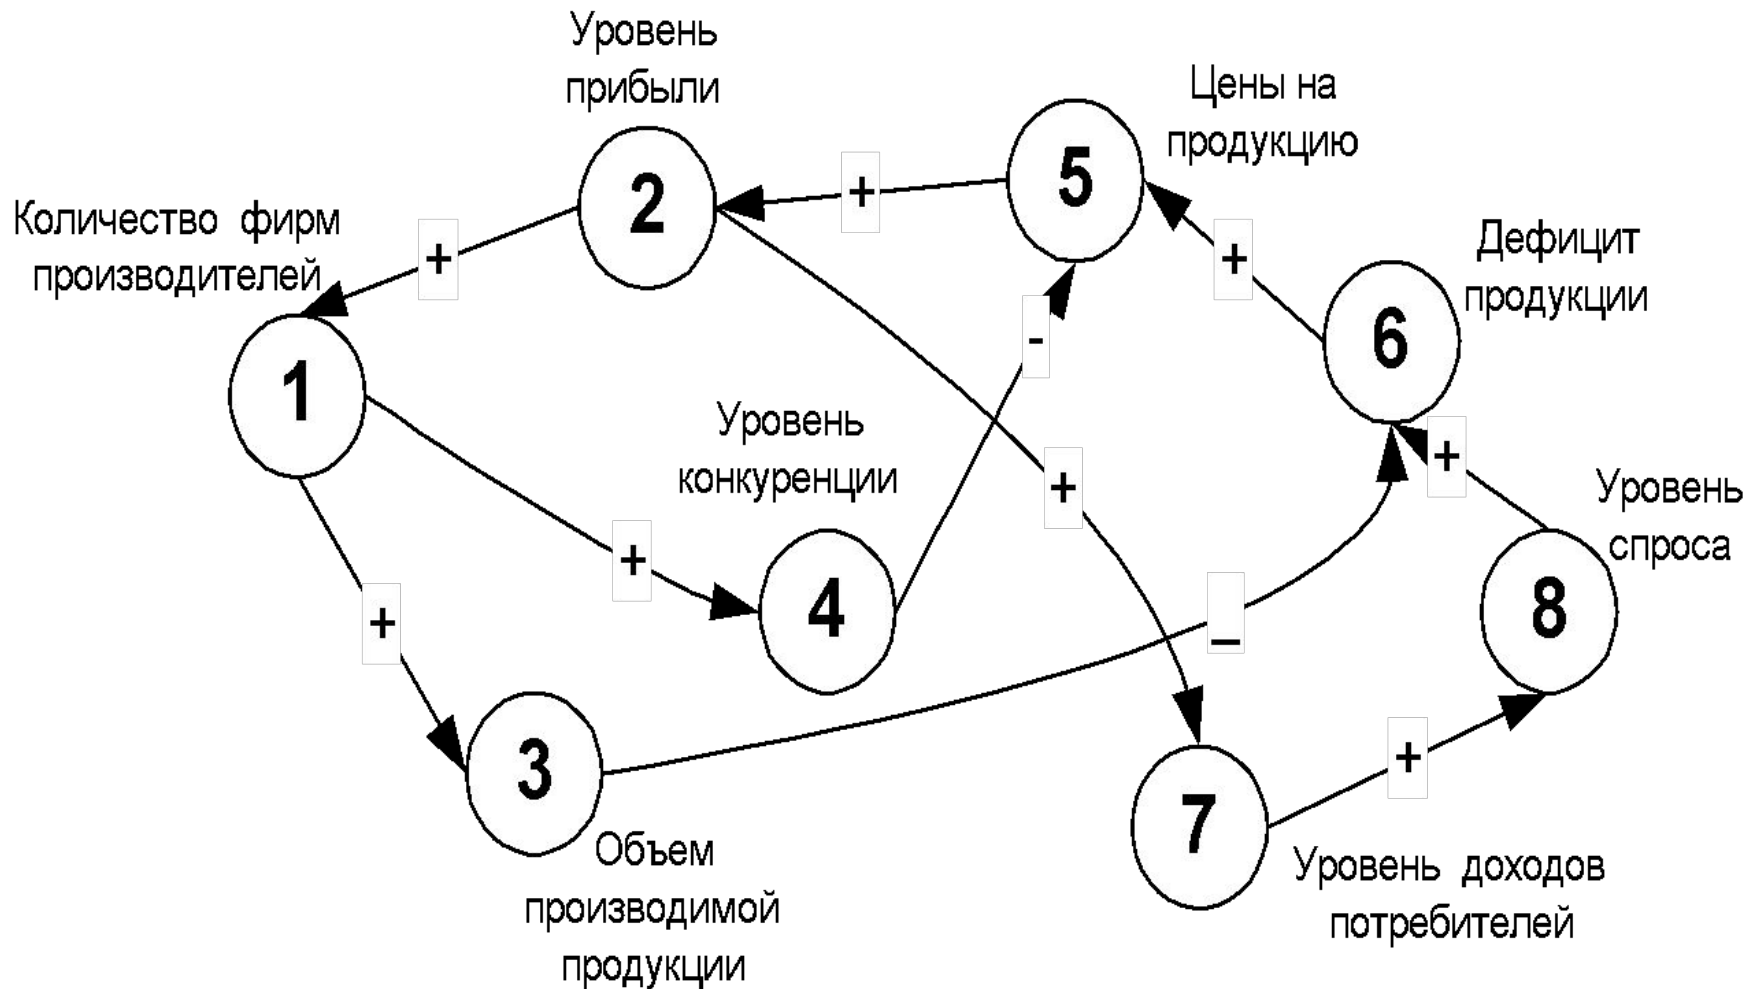 Уровень
прибыли
Цены на
продукцию
2
+
5
Количество фирм
производителей
+
+
Дефицит
продукции
1
-
6
Уровень
конкуренции
+
+
Уровень
спроса
+
4
+
_
8
3
7
+
Объем
производимой
продукции
Уровень доходов
потребителей